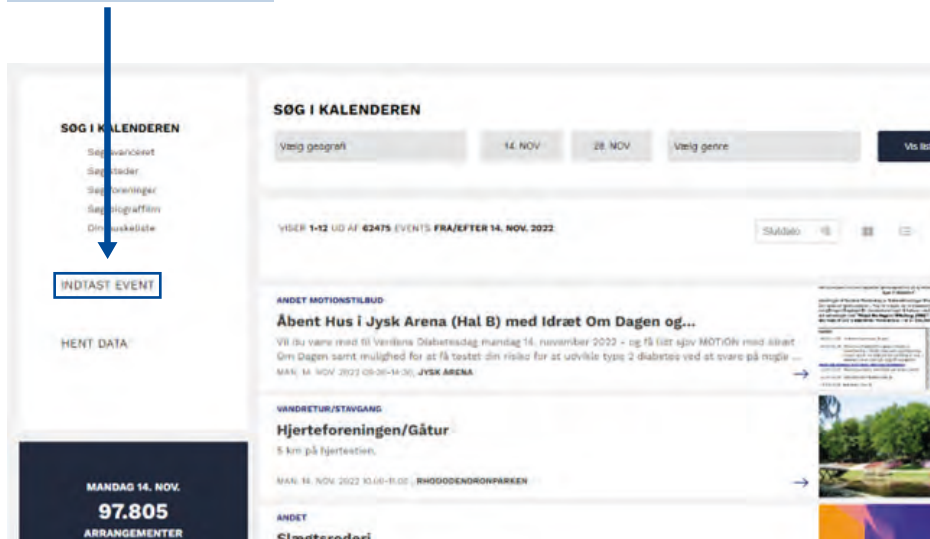 SØG I KALENDEREN
Søg avanceret
Søg steder
Søg foreninger
Søg biograffilm
Din huskeliste
INDTAST EVENT
HENT DATA
MANDAG 14. NOV.
97.805
ARRANGEMENTER
SØG I KALENDEREN
Vælg geografi
14. NOV
28. NOV
Vælg genre
Vis lis
VISER 1-12 UD AF 62475 EVENTS FRA/EFTER 14. NOV. 2022
Slutdato
ANDET MOTIONSTILBUD
Åbent Hus i Jysk Arena (Hal B) med Idræt Om Dagen og...
Vil du være med til Verdens Diabetesdag mandag 14. november 2022 - og få lidt sjov MOTION med Idræt
Om Dagen samt mulighed for at få testet din risiko for at udvikle type 2 diabetes ved at svare på nogle ...
MAN. 14. NOV. 2022 09.30-14.30, JYSK ARENA
VANDRETUR/STAVGANG
Hjerteforeningen/Gåtur
5 km på hjertestien.
MAN. 14. NOV. 2022 10.00-11.00, RHODODENDRONPARKEN
ANDET